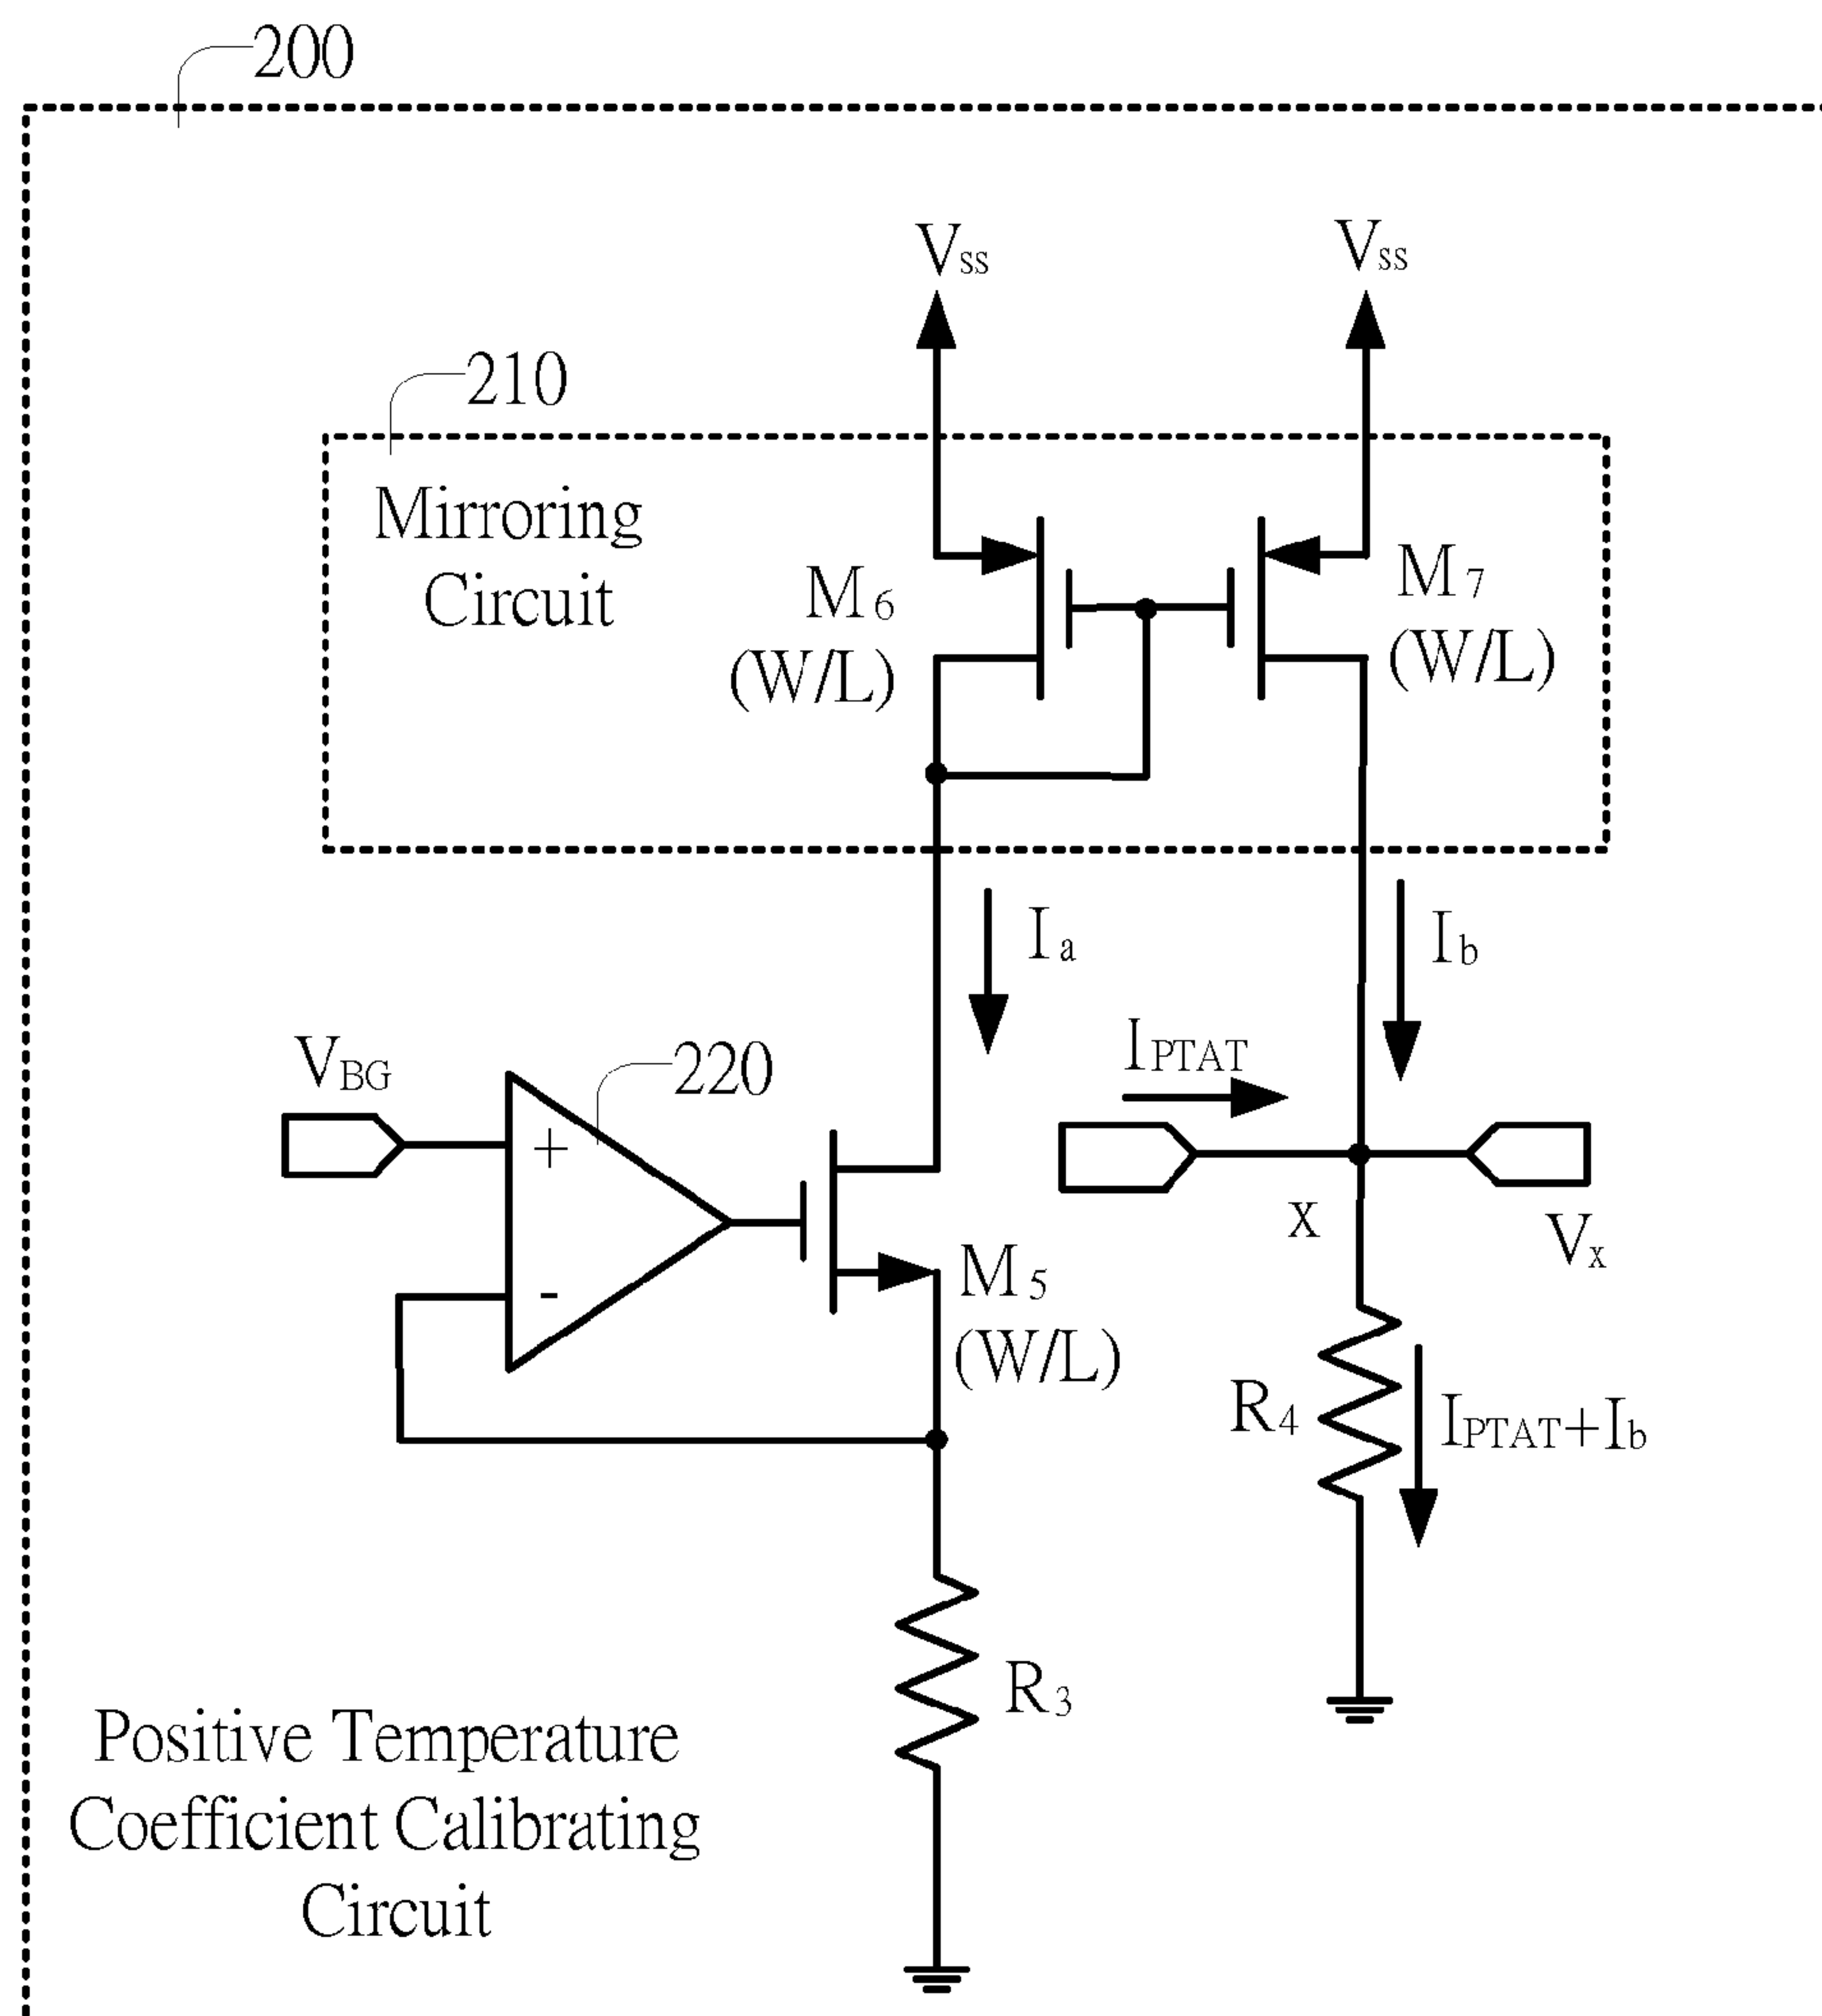 200
Vss
Vss
210
Mirroring
Circuit
M6
(W/L)
M7
(W/L)
Ia
Ib
IPTAT
VBG
220
+
-
x
Vx
M5
(W/L)
R4
IPTAT+Ib
R3
Positive Temperature
Coefficient Calibrating
Circuit